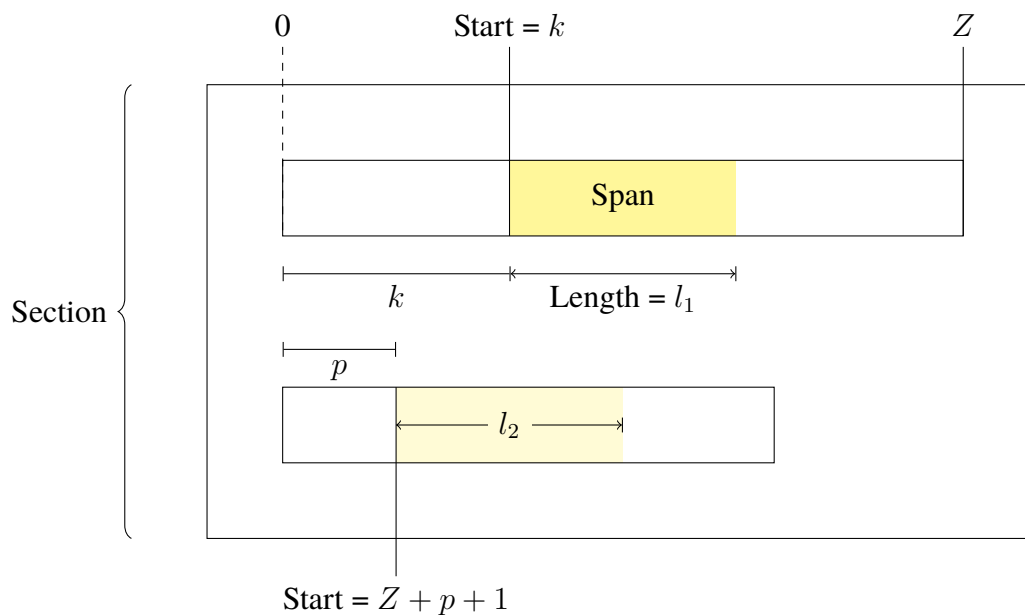 0
Start = k
Z
Span
k
Length = l₁
Section
p
l₂
Start = Z + p + 1